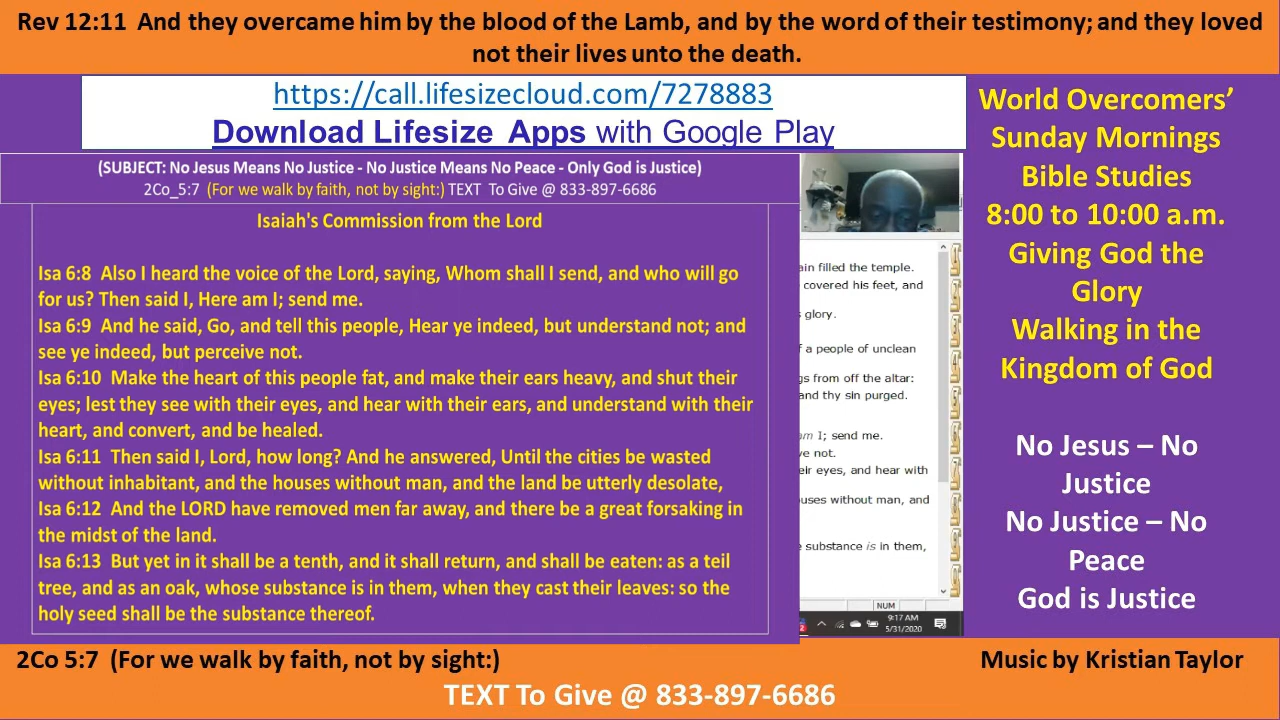 Rev 12:11  And they overcame him by the blood of the Lamb, and by the word of their testimony; and they loved
not their lives unto the death.
https://call.lifesizecloud.com/7278883
Download Lifesize Apps with Google Play
(SUBJECT: No Jesus Means No Justice - No Justice Means No Peace - Only God is Justice)
2Co_5:7 (For we walk by faith, not by sight:) TEXT To Give @ 833-897-6686
Isaiah's Commission from the Lord
Isa 6:8  Also I heard the voice of the Lord, saying, Whom shall I send, and who will go
for us? Then said I, Here am I; send me.
Isa 6:9  And he said, Go, and tell this people, Hear ye indeed, but understand not; and
see ye indeed, but perceive not.
Isa 6:10  Make the heart of this people fat, and make their ears heavy, and shut their
eyes; lest they see with their eyes, and hear with their ears, and understand with their
heart, and convert, and be healed.
Isa 6:11  Then said I, Lord, how long? And he answered, Until the cities be wasted
without inhabitant, and the houses without man, and the land be utterly desolate,
Isa 6:12  And the LORD have removed men far away, and there be a great forsaking in
the midst of the land.
Isa 6:13  But yet in it shall be a tenth, and it shall return, and shall be eaten: as a teil
tree, and as an oak, whose substance is in them, when they cast their leaves: so the
holy seed shall be the substance thereof.
filled the temple.
covered his feet, and
glory.
a people of unclean
from off the altar:
and thy sin purged.
I; send me.
not.
eyes, and hear with
without man, and
substance is in them,
NUM
9:17 AM
5/31/2020
World Overcomers'
Sunday Mornings
Bible Studies
8:00 to 10:00 a.m.
Giving God the
Glory
Walking in the
Kingdom of God
No Jesus – No
Justice
No Justice – No
Peace
God is Justice
2Co 5:7  (For we walk by faith, not by sight:)
Music by Kristian Taylor
TEXT To Give @ 833-897-6686